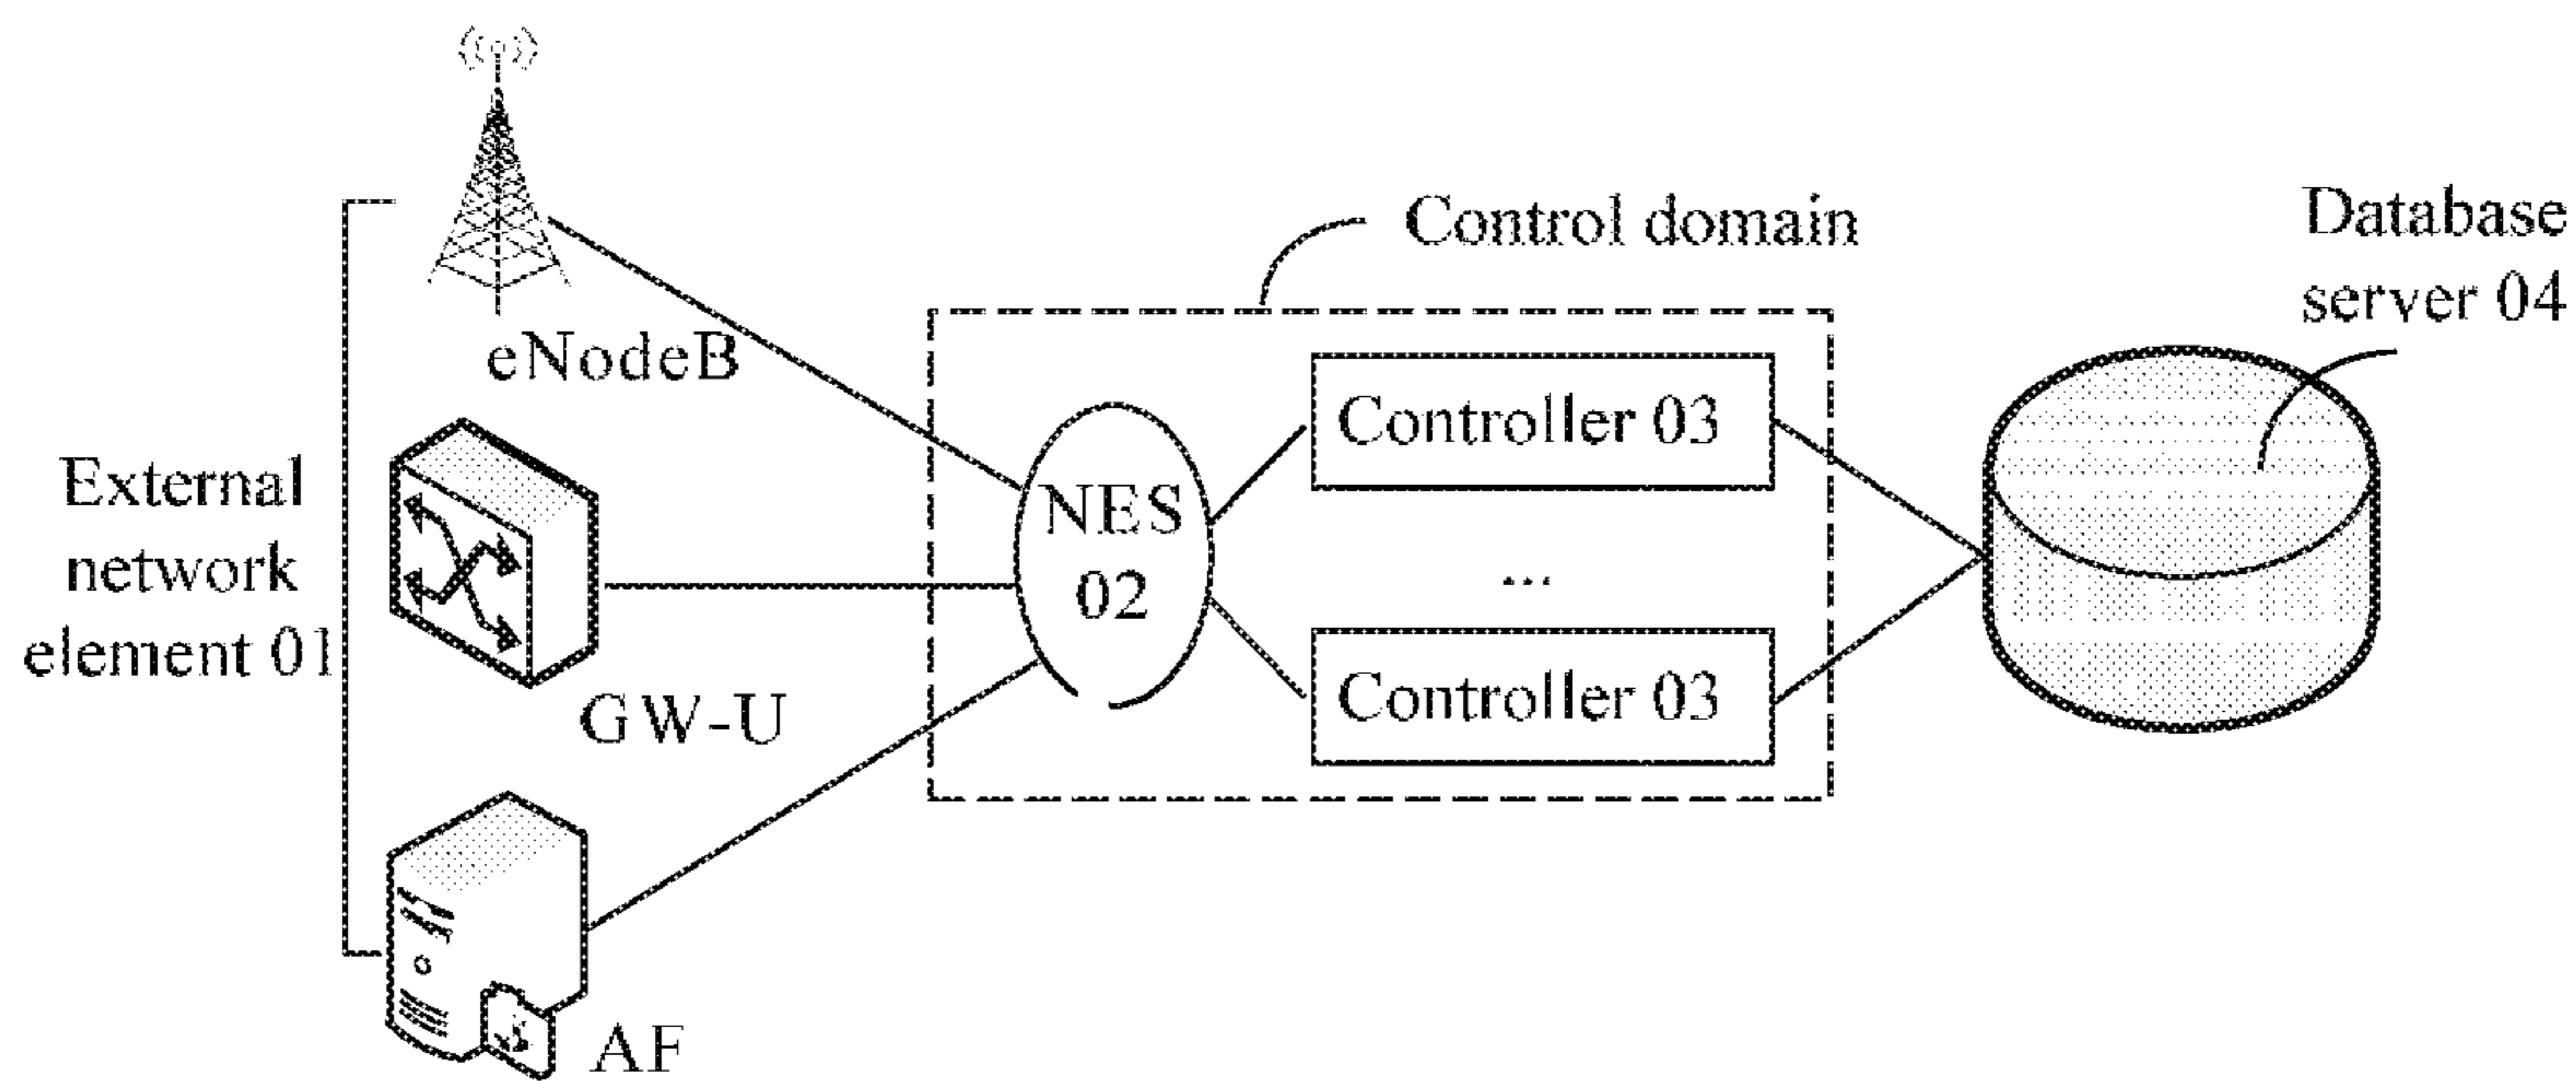 eNodeB
External
network
element 01
GW-U
AF
Control domain
NES
02
Controller 03
...
Controller 03
Database
server 04